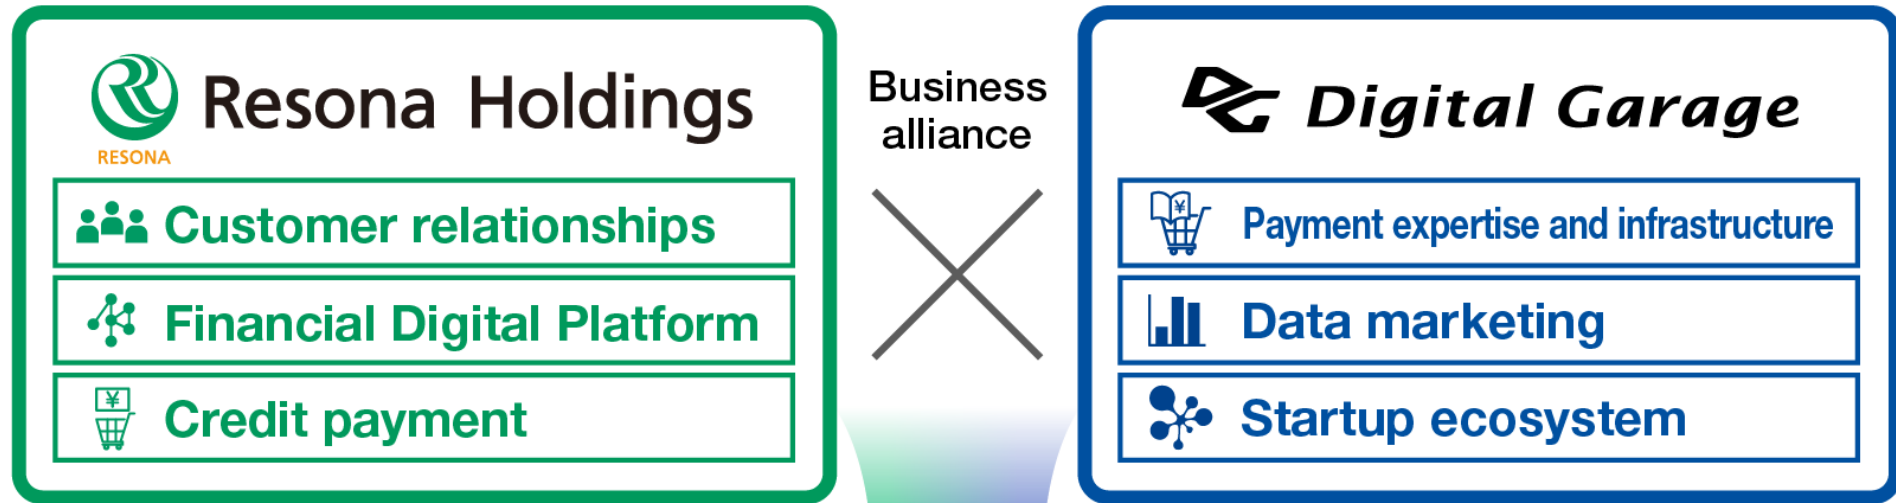 Resona Holdings
RESONA
Customer relationships
Financial Digital Platform
¥
Credit payment
Business
alliance
DG Digital Garage
¥
Payment expertise and infrastructure
Data marketing
Startup ecosystem